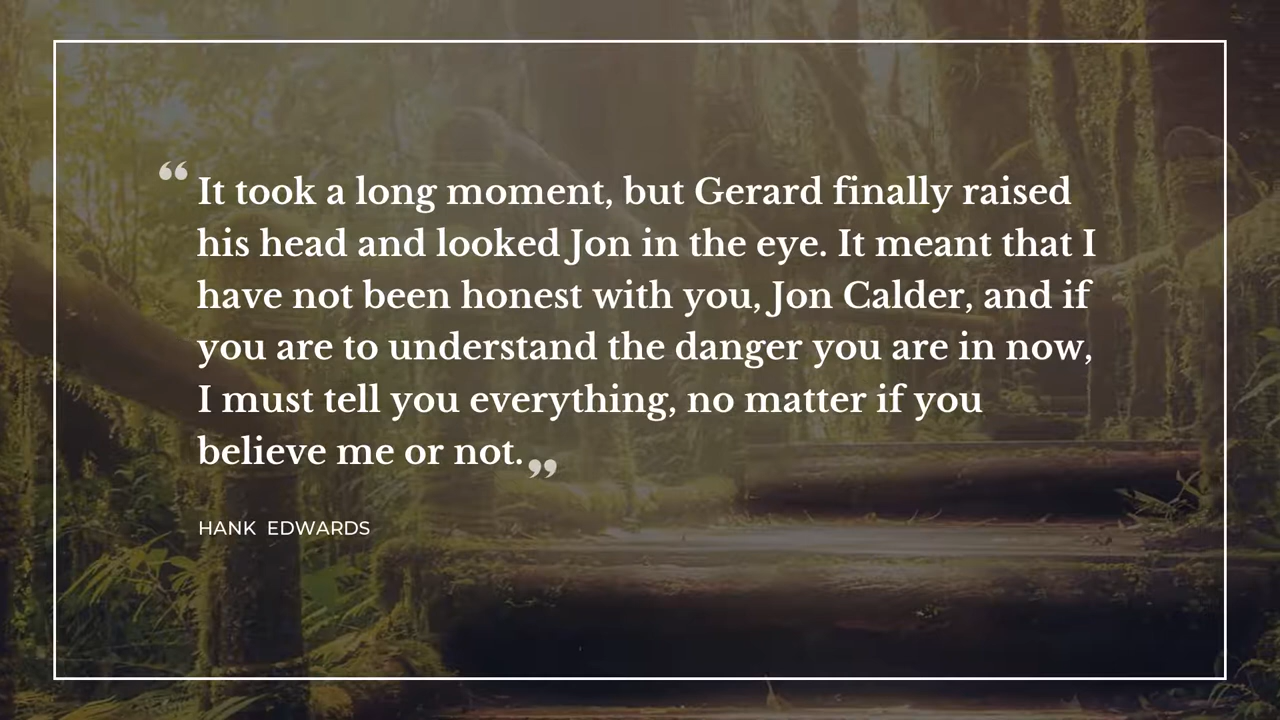 “ It took a long moment, but Gerard finally raised
his head and looked Jon in the eye. It meant that I
have not been honest with you, Jon Calder, and if
you are to understand the danger you are in now,
I must tell you everything, no matter if you
believe me or not. ”
HANK EDWARDS